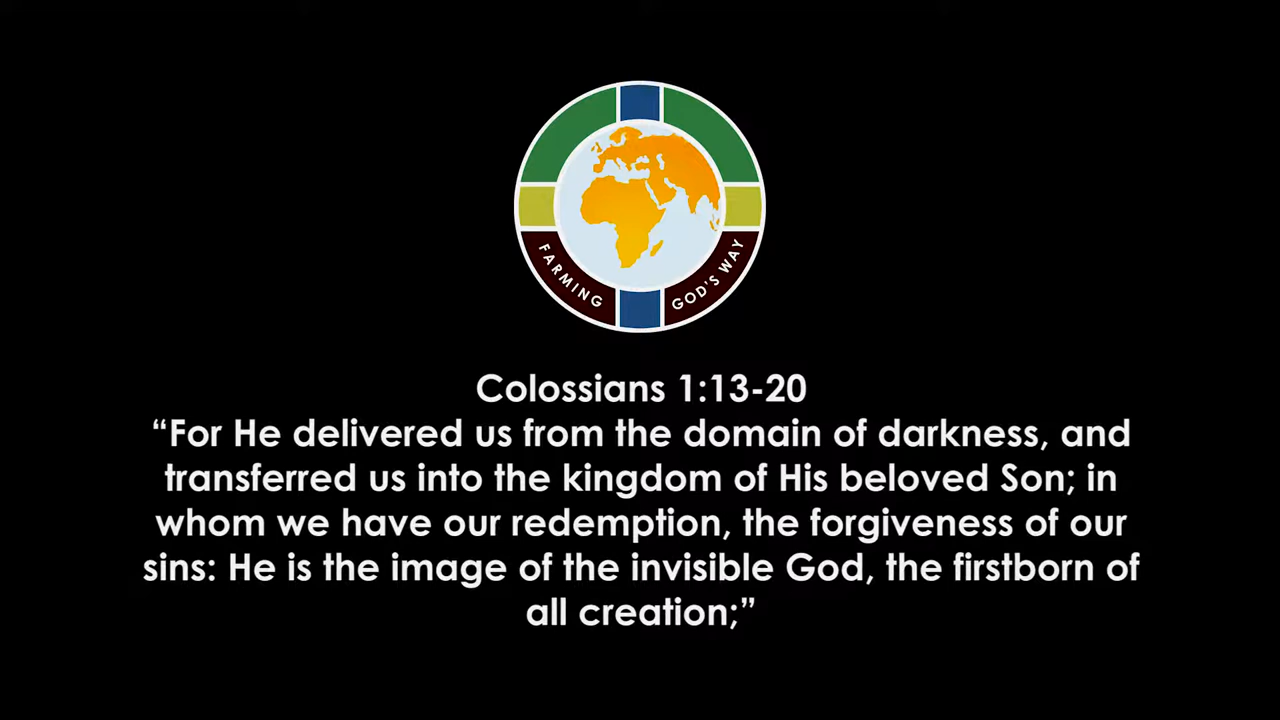 FARMING GOD'S WAY
Colossians 1:13-20
“For He delivered us from the domain of darkness, and
transferred us into the kingdom of His beloved Son; in
whom we have our redemption, the forgiveness of our
sins: He is the image of the invisible God, the firstborn of
all creation;”